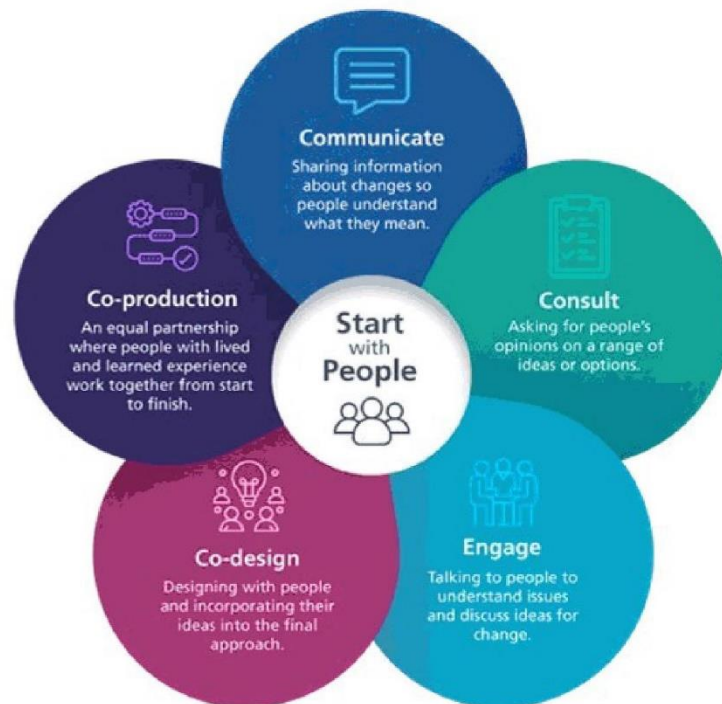 Communicate
Sharing information
about changes so
people understand
what they mean.
Consult
Asking for people's
opinions on a range of
ideas or options.
Engage
Talking to people to
understand issues
and discuss ideas for
change.
Co-design
Designing with people
and incorporating their
ideas into the final
approach.
Co-production
An equal partnership
where people with lived
and learned experience
work together from start
to finish.
Start
with
People